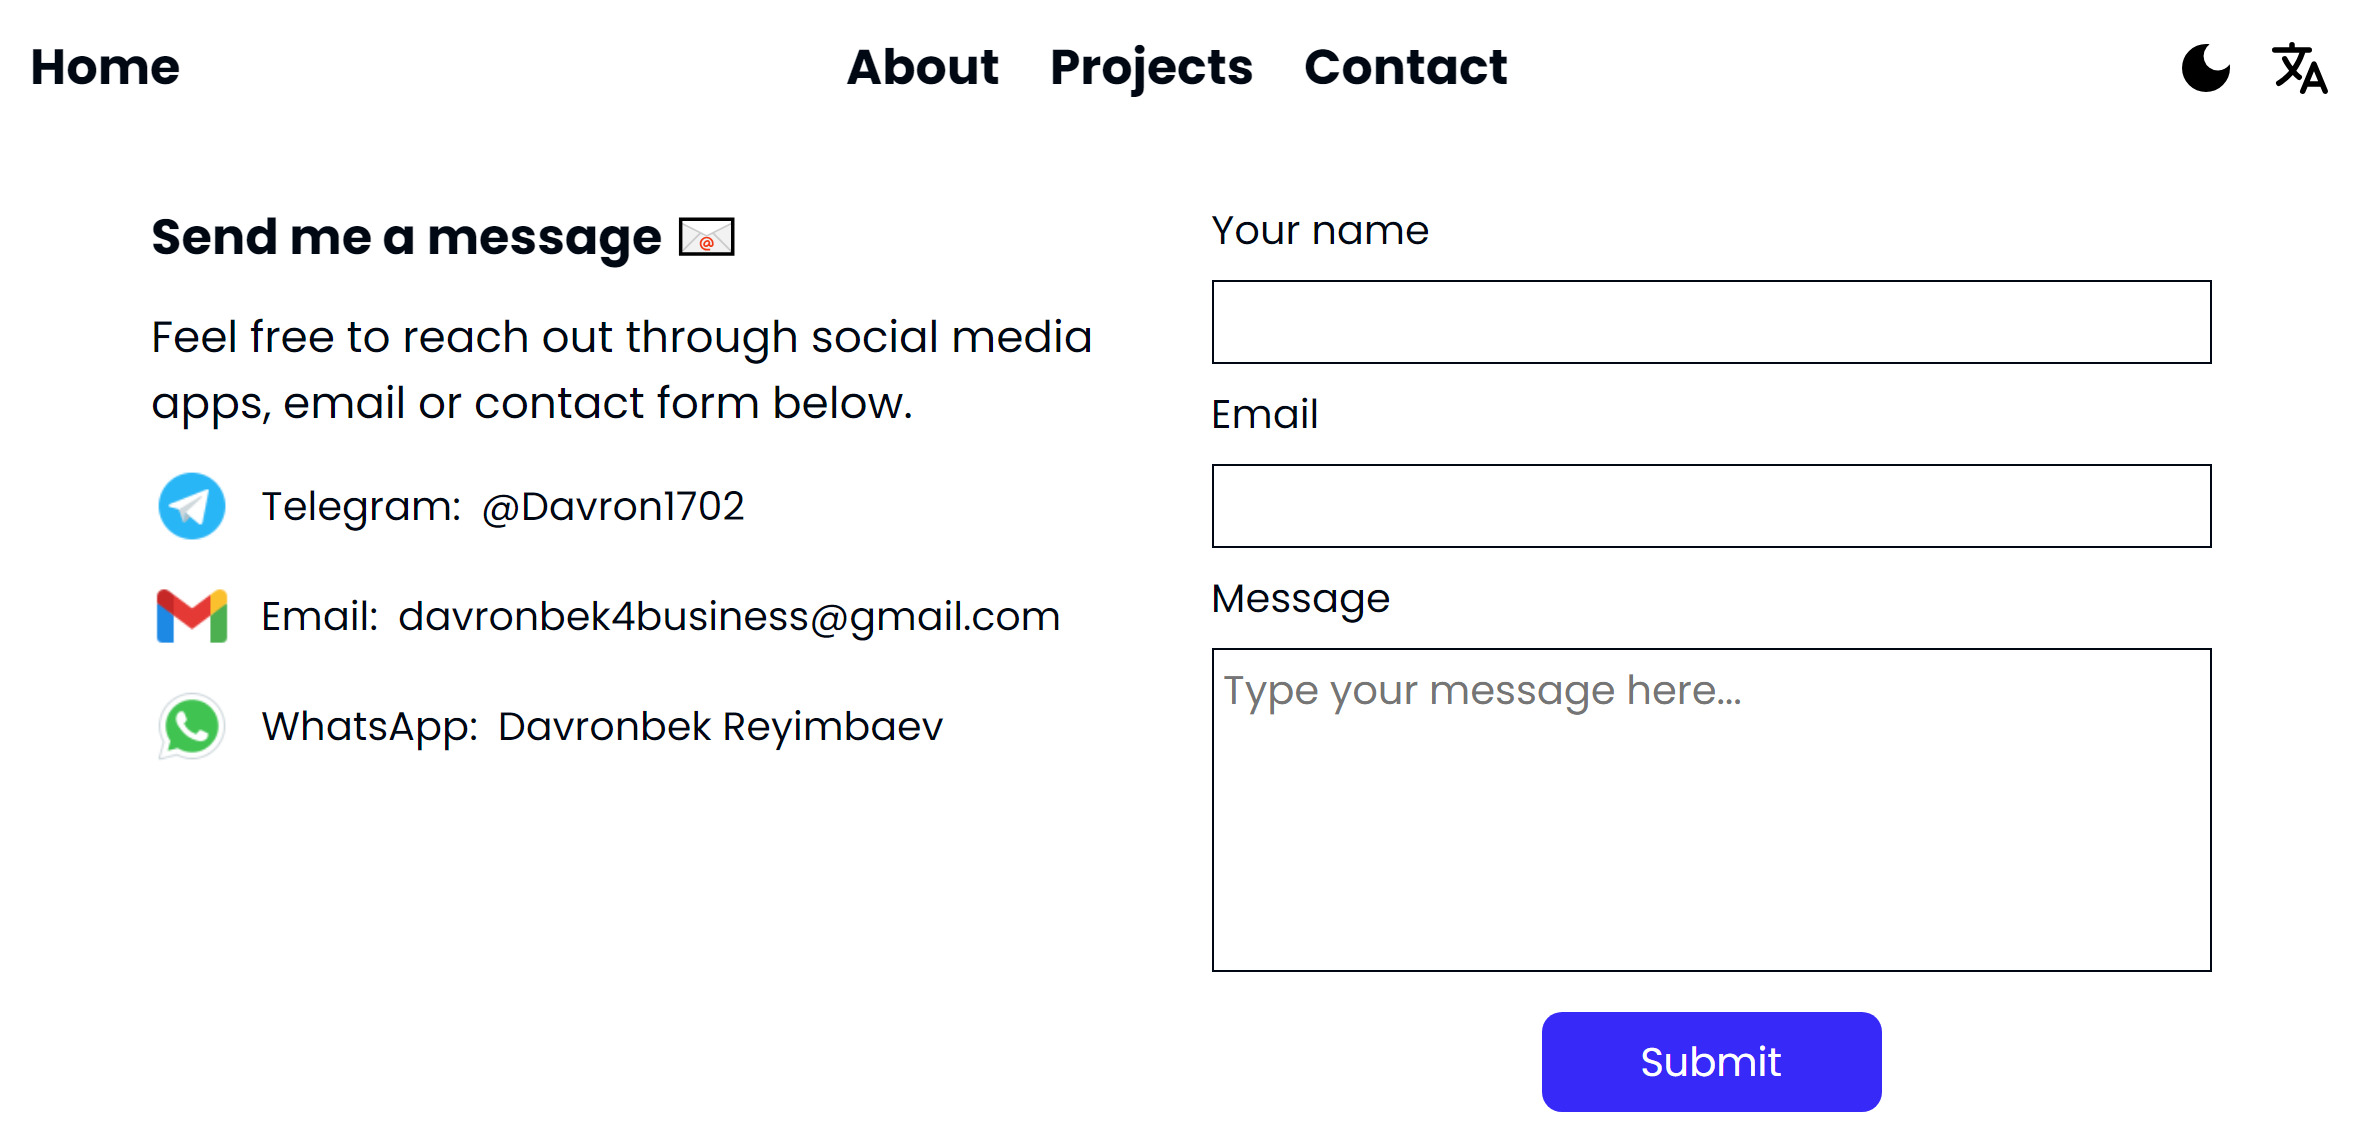 Home
About
Projects
Contact
Send me a message
Feel free to reach out through social media
apps, email or contact form below.
Telegram: @Davron1702
Email: davronbek4business@gmail.com
WhatsApp: Davronbek Reyimbaev
Your name
Email
Message
Type your message here...
Submit